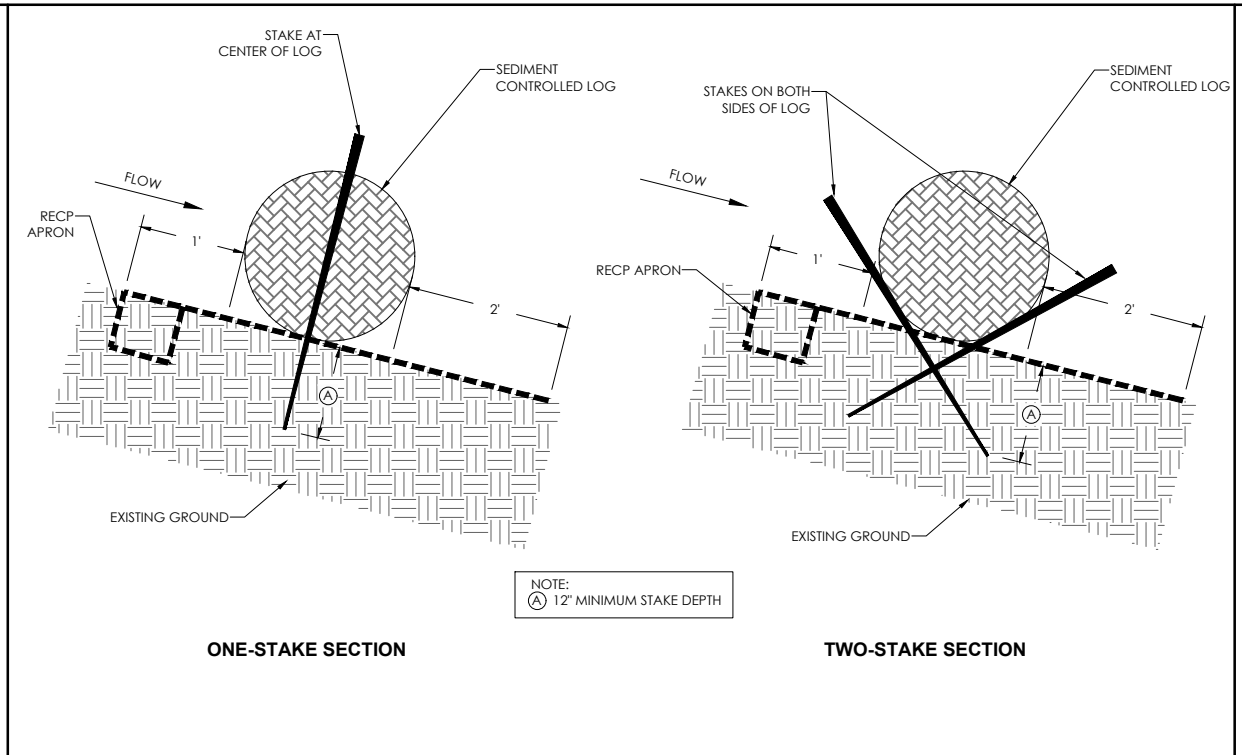 STAKE AT
CENTER OF LOG
SEDIMENT
CONTROLLED LOG
FLOW
RECP
APRON
1'
2'
A
EXISTING GROUND
STAKES ON BOTH
SIDES OF LOG
SEDIMENT
CONTROLLED LOG
FLOW
RECP APRON
1'
2'
A
EXISTING GROUND
NOTE:
A 12" MINIMUM STAKE DEPTH
ONE-STAKE SECTION
TWO-STAKE SECTION